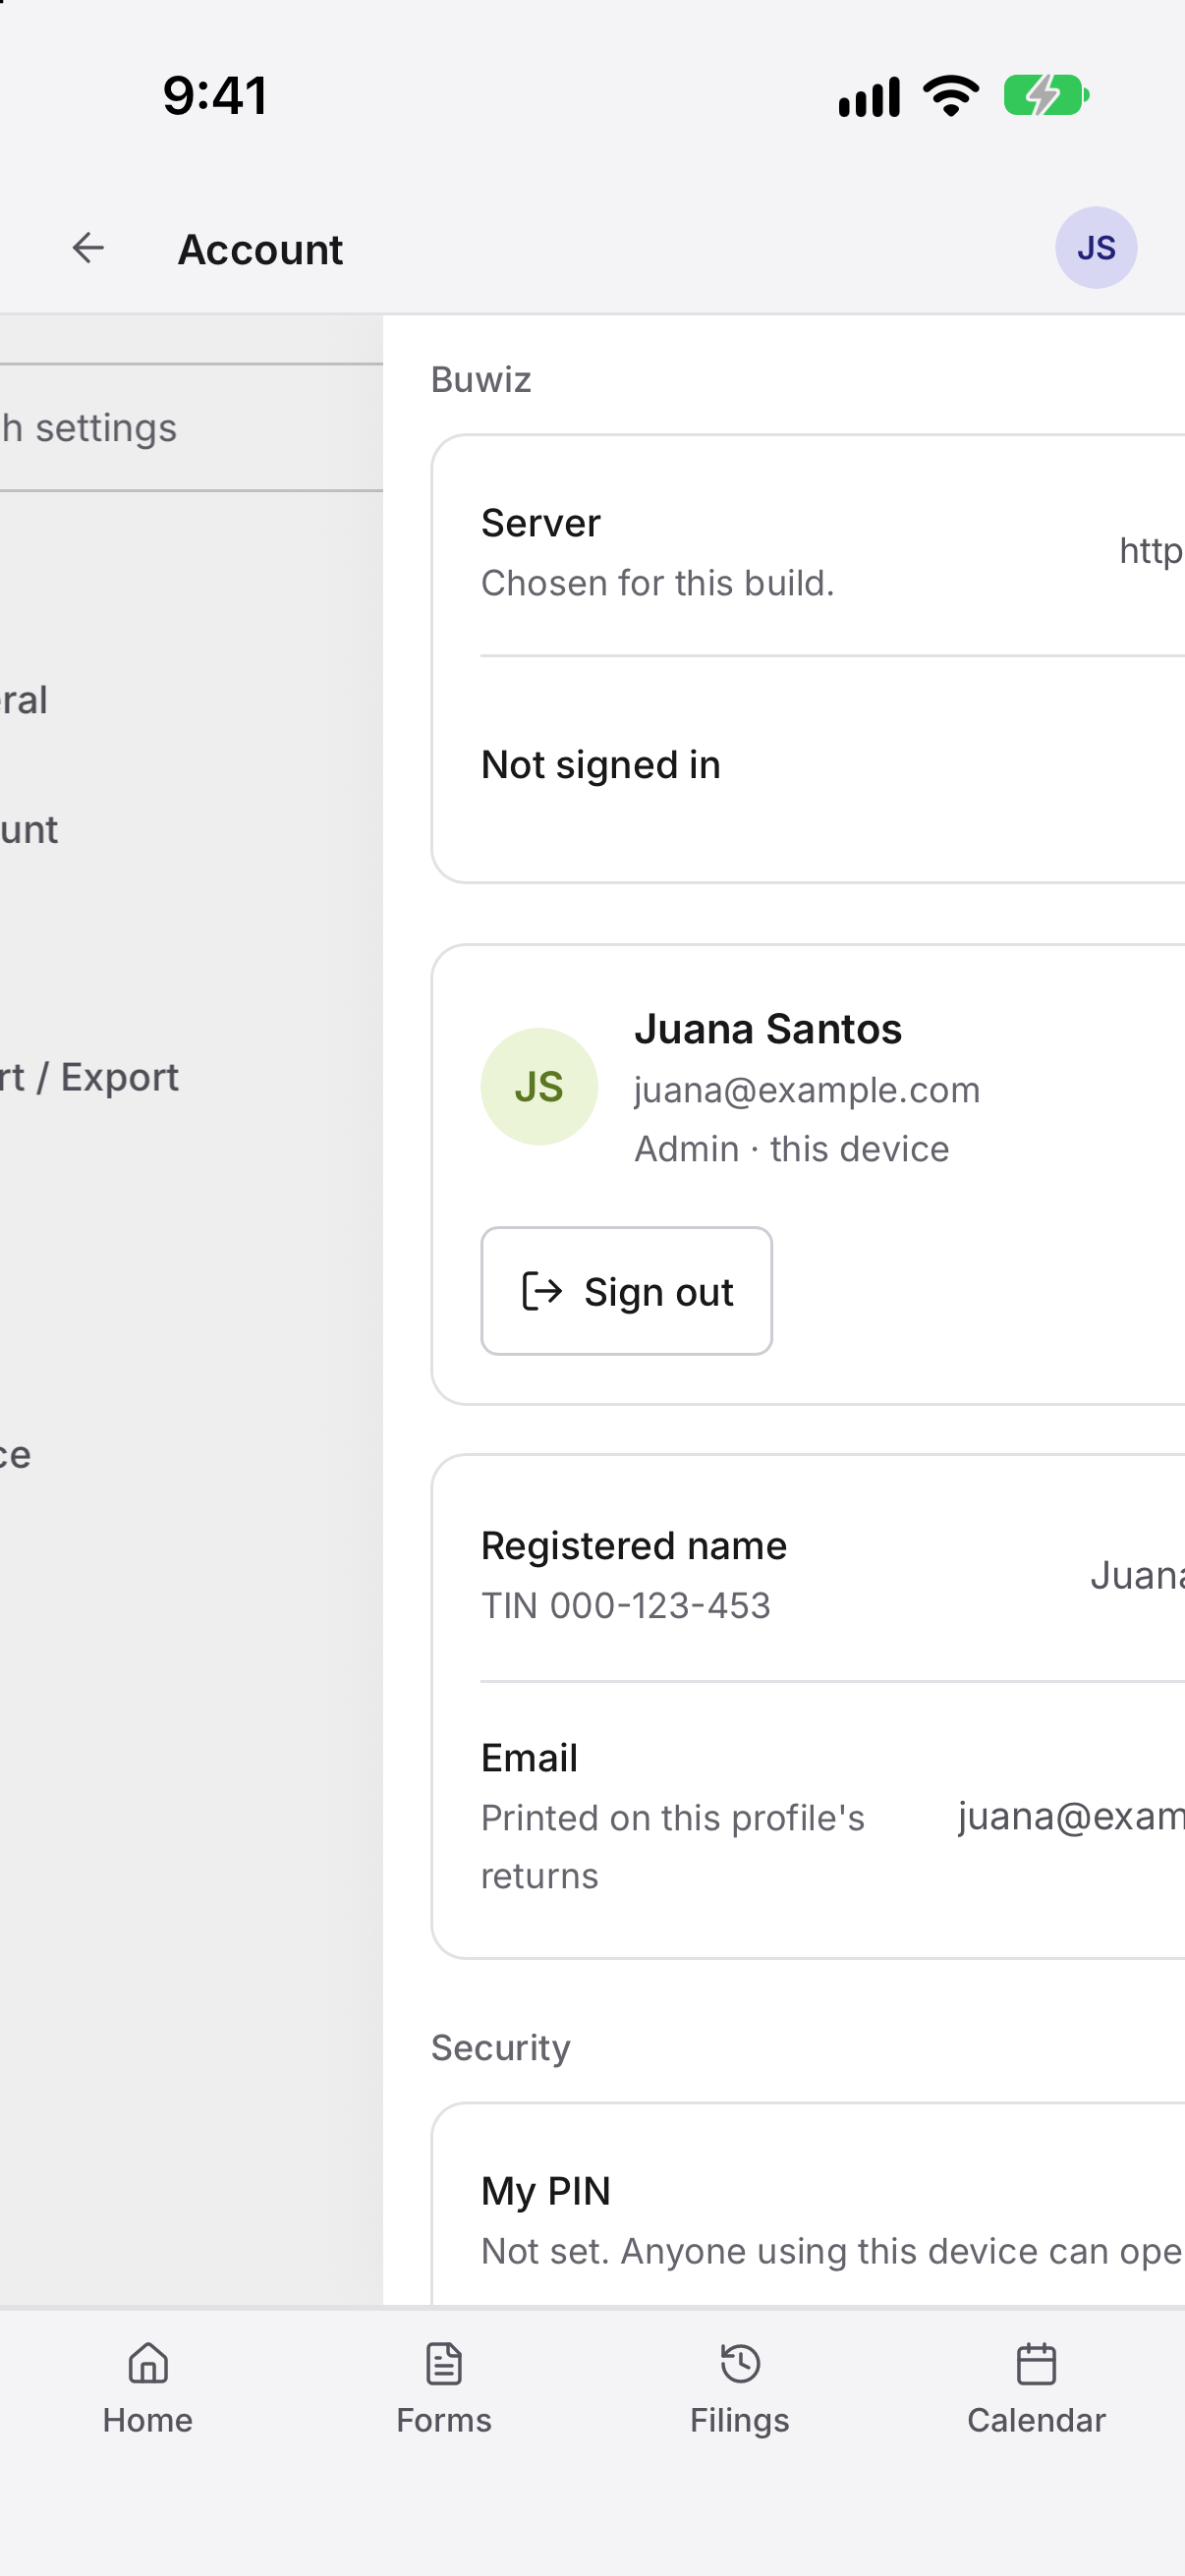 9:41
Account
JS
h settings
eral
unt
rt / Export
ce
Buwiz
Server
Chosen for this build.
http
Not signed in
JS
Juana Santos
juana@example.com
Admin · this device
Sign out
Registered name
TIN 000-123-453
Juana
Email
Printed on this profile's
returns
juana@exam
Security
My PIN
Not set. Anyone using this device can ope
Home
Forms
Filings
Calendar